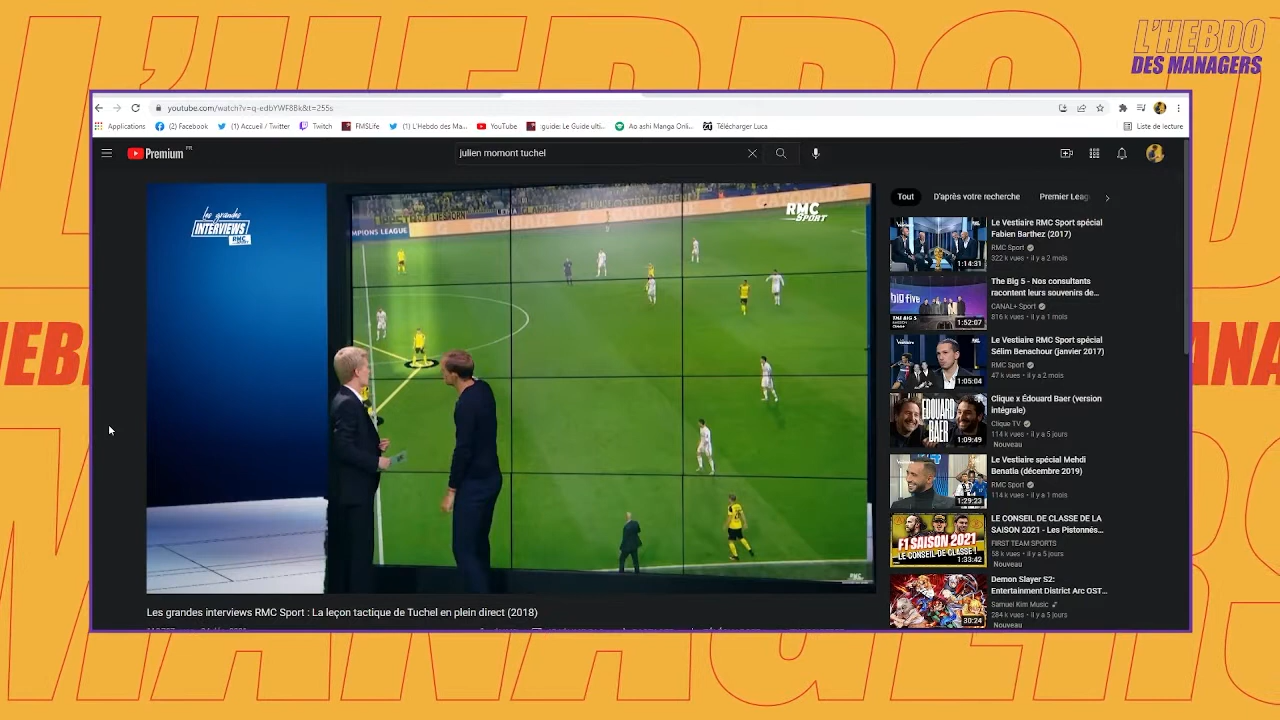 L'HEBDO
DES MANAGERS
youtube.com/watch?v=q-edbYWF8Bk&t=255s
Applications
(2) Facebook
(1) Accueil / Twitter
Twitch
FMSLife
(1) L'Hebdo des Ma...
YouTube
:guide: Le Guide ulti...
Ao ashi Manga Onli...
Télécharger Luca
Liste de lecture
Premium FR
julien momont tuchel
les grandes
INTERVIEWS
RMC
RMC
SPORT
MPIONS LEAGUE
Tout
D'après votre recherche
Premier Leag
Le Vestiaire RMC Sport spécial
Fabien Barthez (2017)
RMC Sport
322 k vues • il y a 2 mois
1:14:31
The Big 5 - Nos consultants
racontent leurs souvenirs de...
CANAL+ Sport
816 k vues • il y a 1 mois
big five
1:52:07
Le Vestiaire RMC Sport spécial
Sélim Benachour (janvier 2017)
RMC Sport
47 k vues • il y a 2 mois
1:05:04
Clique x Édouard Baer (version
intégrale)
Clique TV
114 k vues • il y a 5 jours
Nouveau
EDOUARD
BAER
1:09:49
Le Vestiaire spécial Mehdi
Benatia (décembre 2019)
RMC Sport
114 k vues • il y a 1 mois
1:29:23
LE CONSEIL DE CLASSE DE LA
SAISON 2021 - Les Pistonnés...
FIRST TEAM SPORTS
58 k vues • il y a 5 jours
Nouveau
F1 SAISON 2021
LE CONSEIL DE CLASSE !
1:33:42
Demon Slayer S2:
Entertainment District Arc OST...
Samuel Kim Music
284 k vues • il y a 5 jours
Nouveau
30:24
Les grandes interviews RMC Sport : La leçon tactique de Tuchel en plein direct (2018)